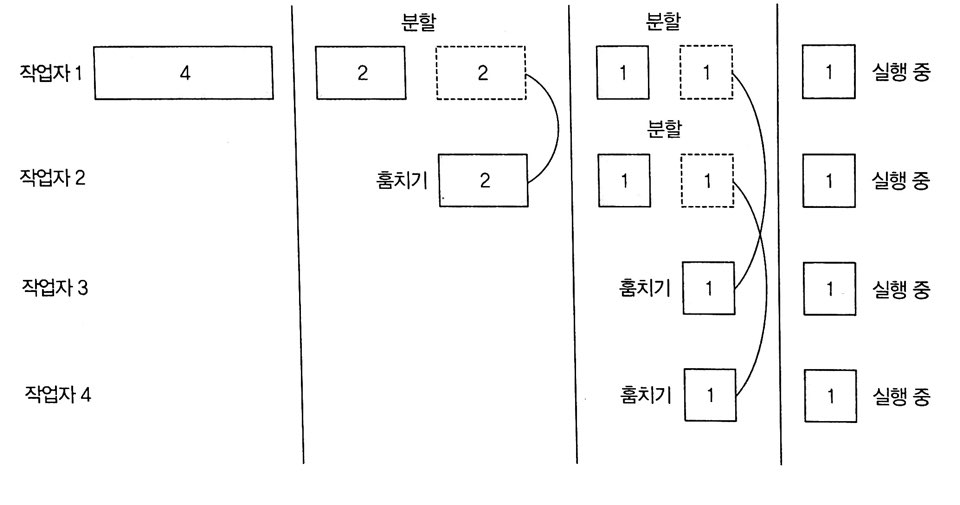 분할 분할
작업자 1 4 2 2 1 1 1 실행 중
분할
작업자 2 훔치기 2 1 1 1 실행 중
작업자 3 훔치기 1 1 실행 중
작업자 4 훔치기 1 1 실행 중